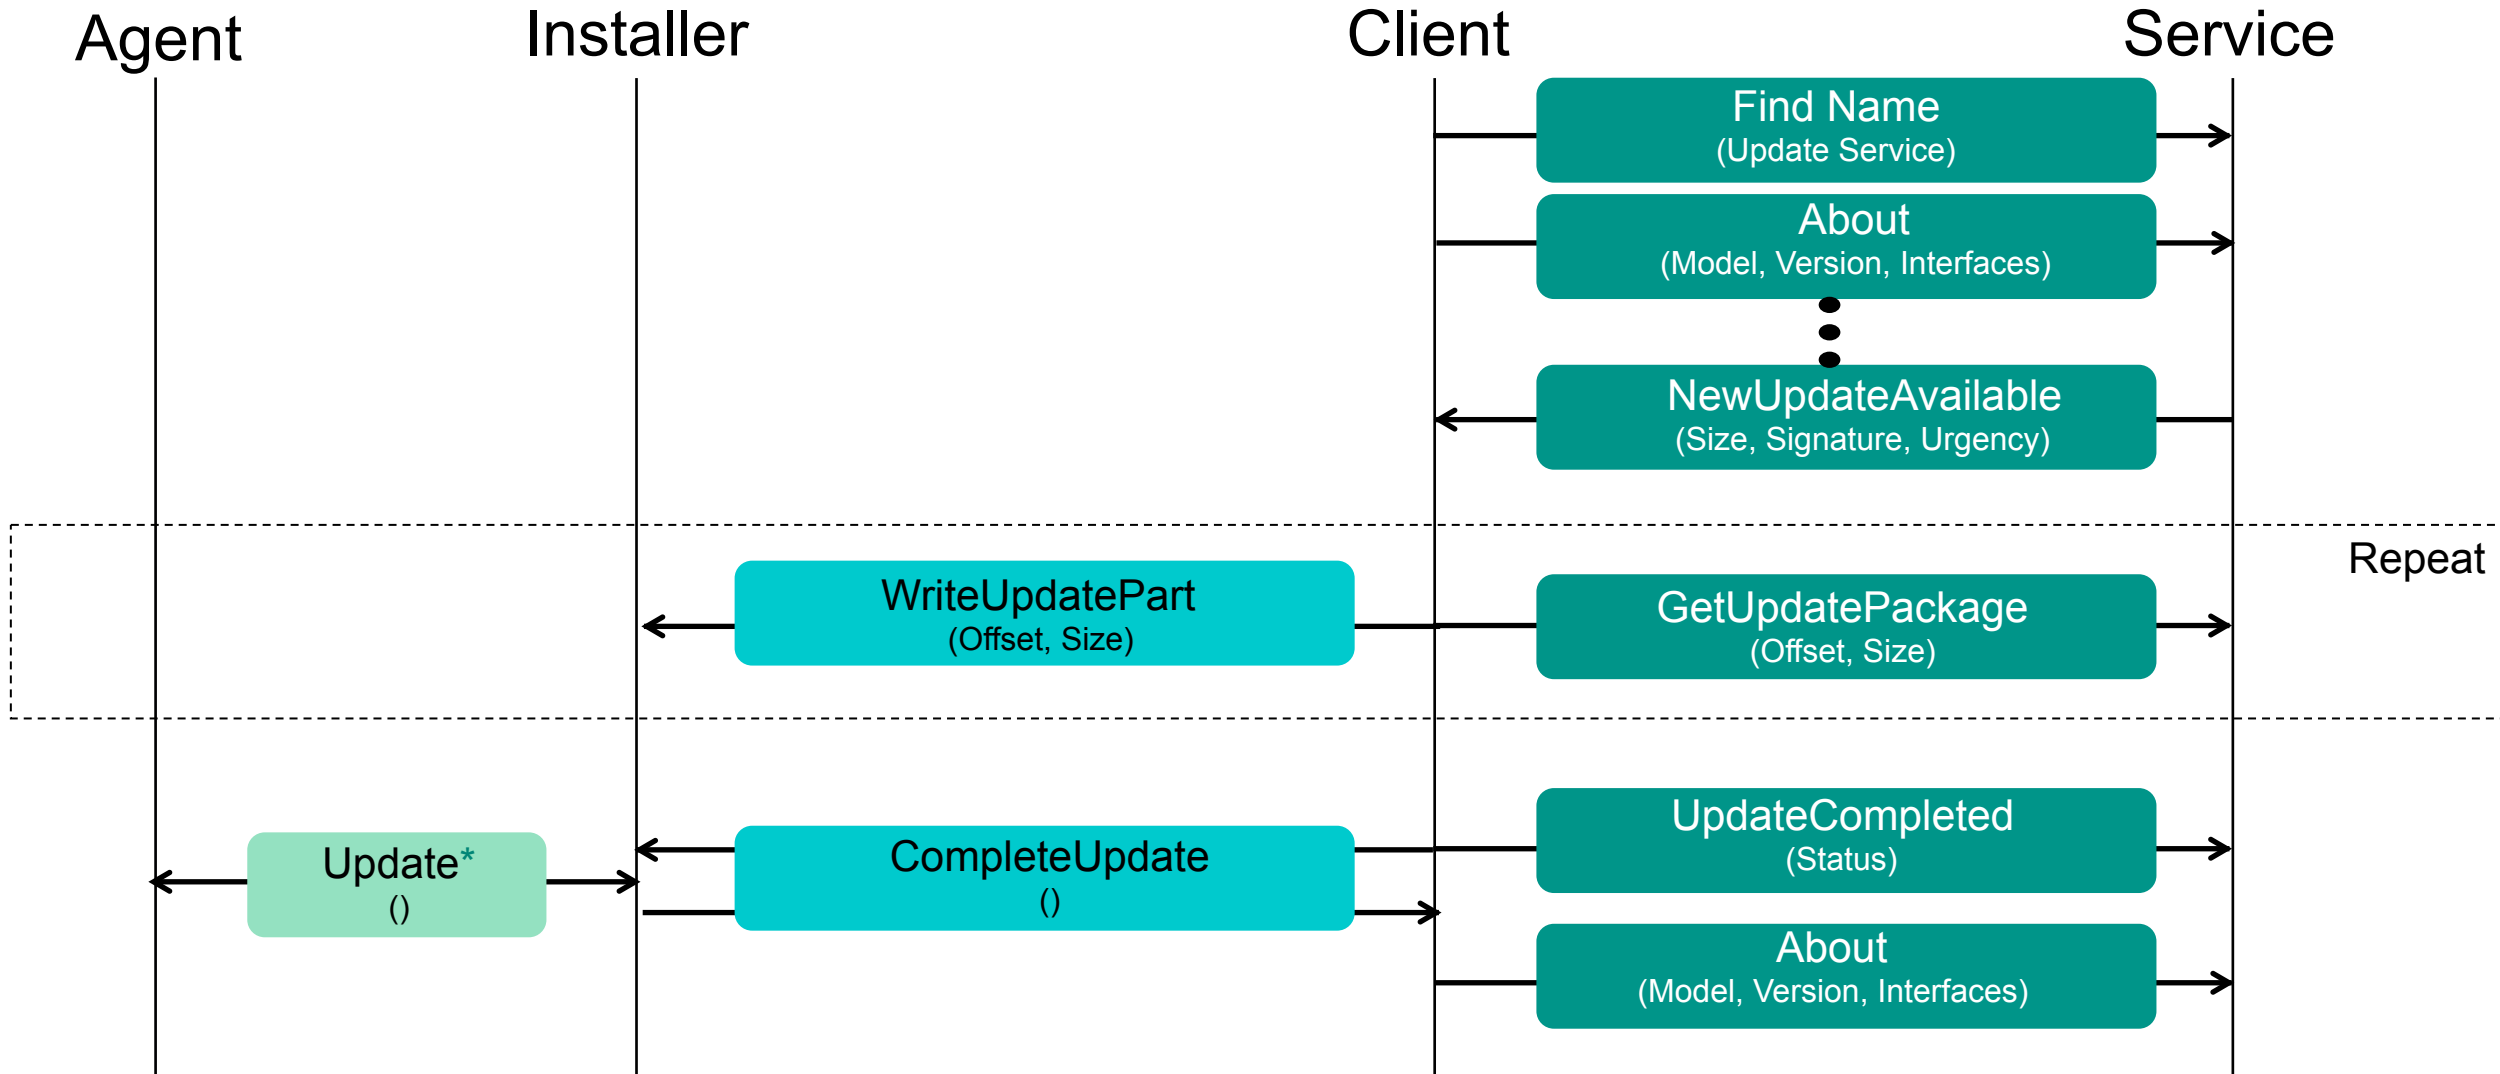 Agent
Installer
Client
Service
Find Name
(Update Service)
About
(Model, Version, Interfaces)
NewUpdateAvailable
(Size, Signature, Urgency)
Repeat
WriteUpdatePart
(Offset, Size)
GetUpdatePackage
(Offset, Size)
UpdateCompleted
(Status)
Update*
()
CompleteUpdate
()
About
(Model, Version, Interfaces)